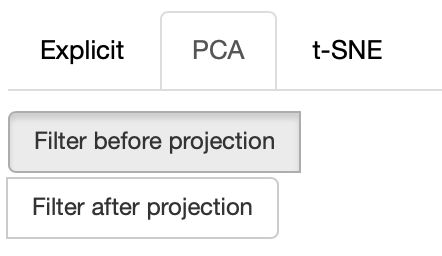 Explicit PCA t-SNE
Filter before projection
Filter after projection